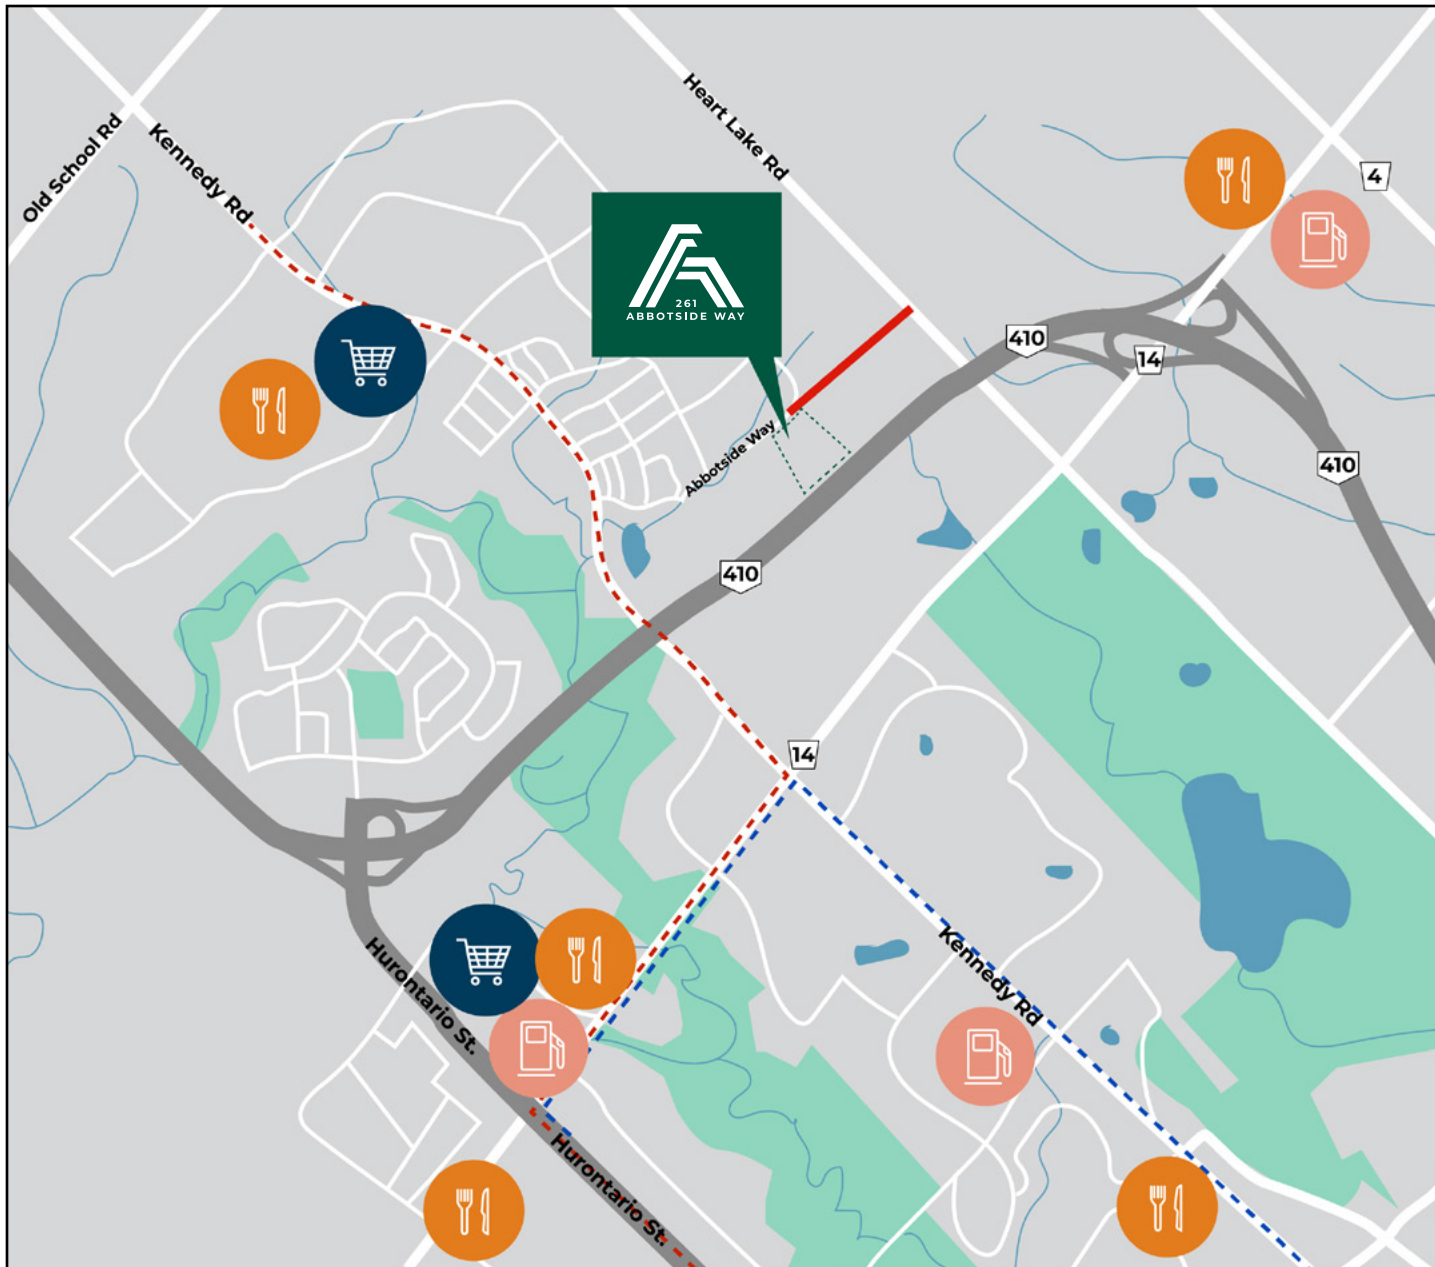 Heart Lake Rd
Old School Rd
Kennedy Rd
4
261
ABBOTSIDE WAY
410
14
410
Abbotside Way
410
14
Kennedy Rd
Hurontario St.
Hurontario St.